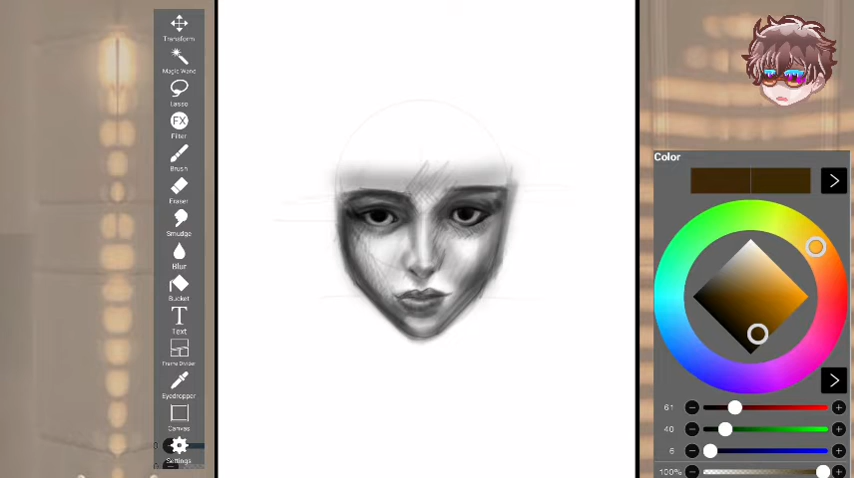 Transform
Magic Wand
Lasso
FX
Filter
Brush
Eraser
Smudge
Blur
Bucket
T
Text
Frame Divider
Eyedropper
Canvas
Settings
Color
61
40
6
100%